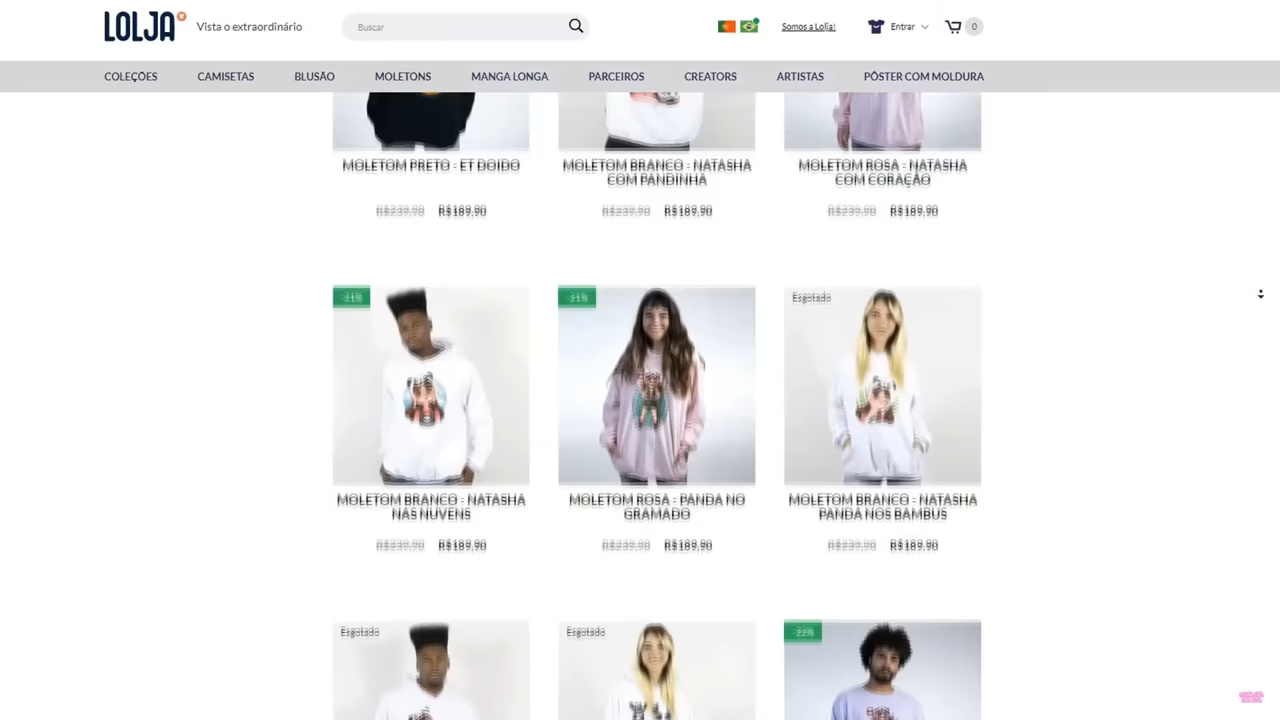 LOLJA
Vista o extraordinário
Buscar
Somos a Lolja!
Entrar
0
COLEÇÕES CAMISETAS BLUSÃO MOLETONS MANGA LONGA PARCEIROS CREATORS ARTISTAS PÔSTER COM MOLDURA
MOLETOM PRETO - ET DOIDO
R$239,90 R$189,90
MOLETOM BRANCO - NATASHA
COM PANDINHA
R$239,90 R$189,90
MOLETOM ROSA - NATASHA
COM CORAÇÃO
R$239,90 R$189,90
-21%
MOLETOM BRANCO - NATASHA
NAS NUVENS
R$239,90 R$189,90
-21%
MOLETOM ROSA - PANDA NO
GRAMADO
R$239,90 R$189,90
Esgotado
MOLETOM BRANCO - NATASHA
PANDA NOS BAMBUS
R$239,90 R$189,90
Esgotado
Esgotado
-22%